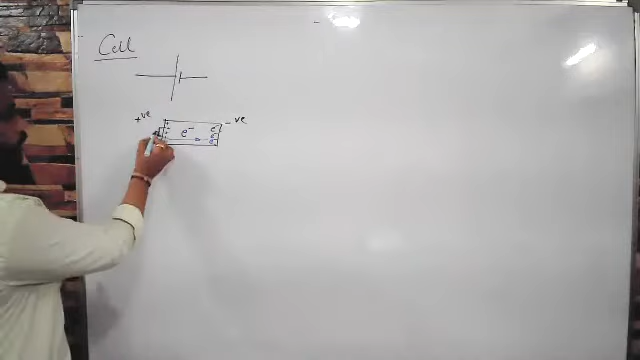 Cell
+ve - ve
e⁻ e⁻
e⁻
e⁻